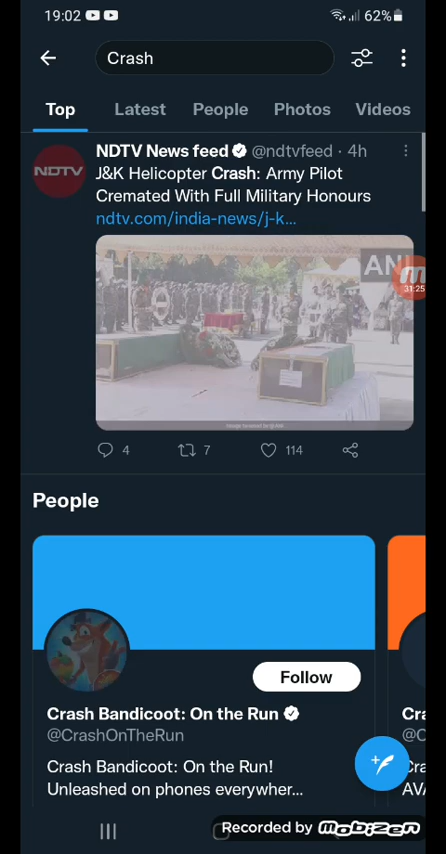 19:02 62%
Crash
Top Latest People Photos Videos
NDTV NDTV News feed @ndtvfeed · 4h
J&K Helicopter Crash: Army Pilot
Cremated With Full Military Honours
ndtv.com/india-news/j-k...
31:25
4 7 114
People
Follow
Crash Bandicoot: On the Run
@CrashOnTheRun
Crash Bandicoot: On the Run!
Unleashed on phones everywher...
Recorded by mobizen